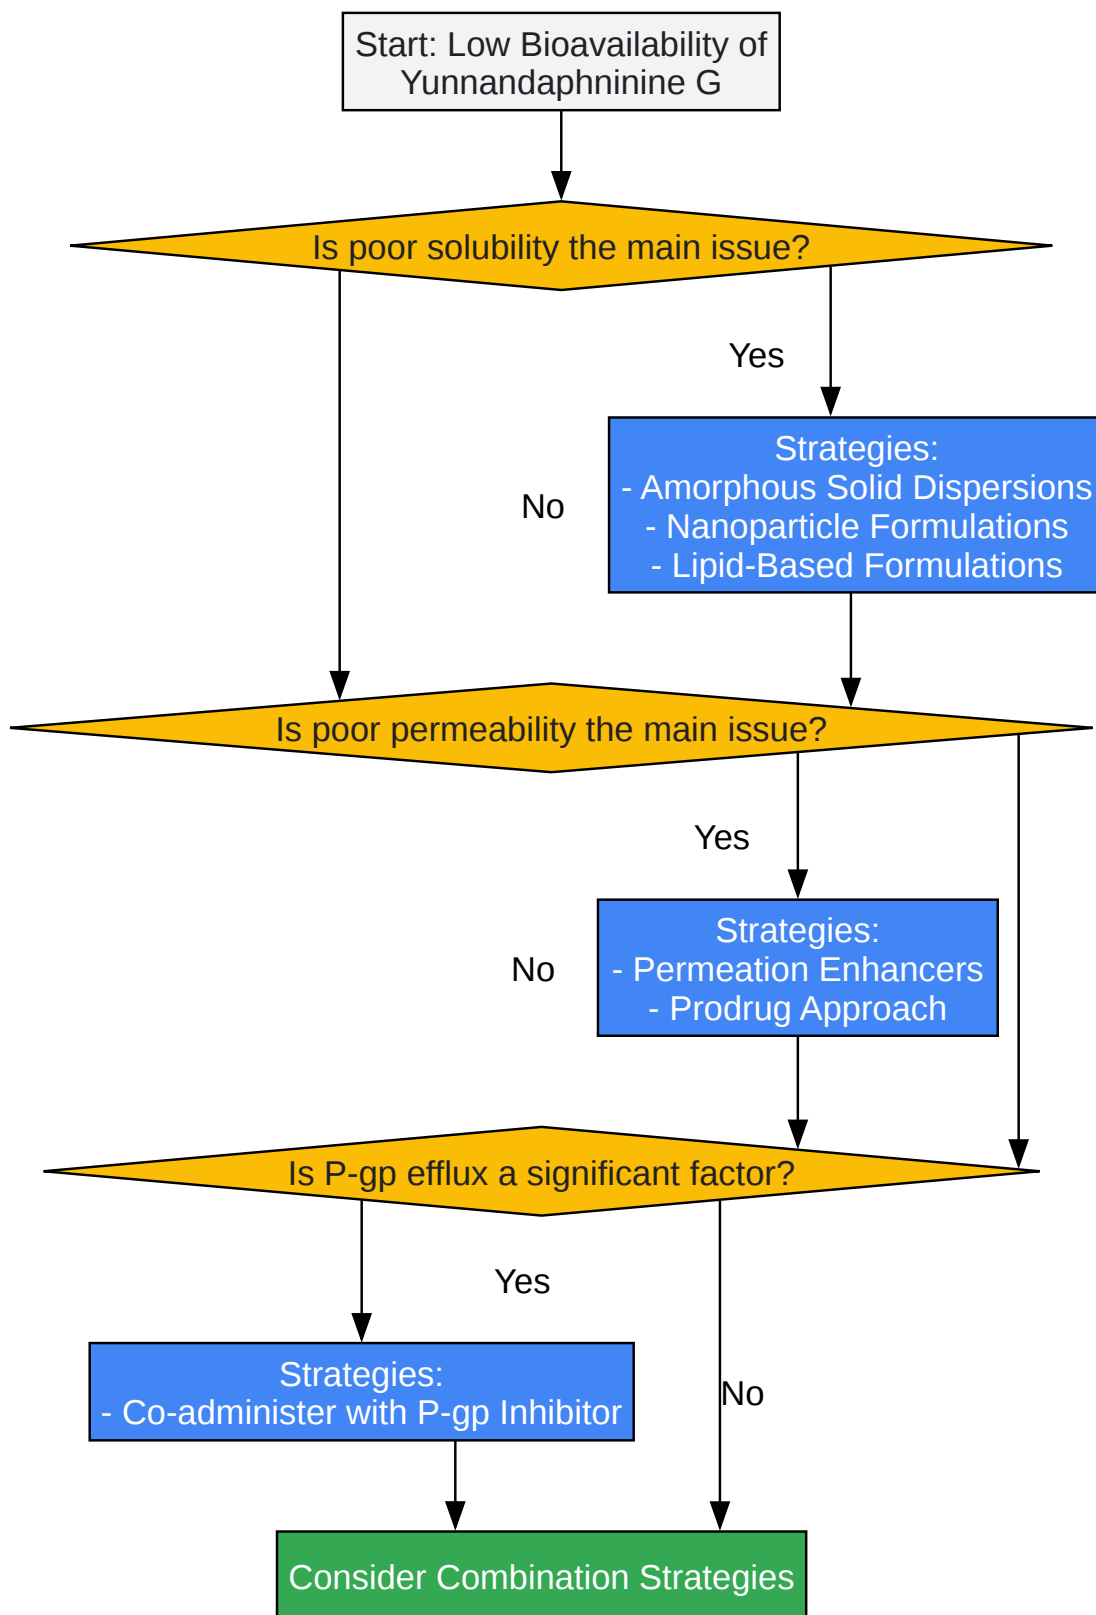 Start: Low Bioavailability of
Yunnandaphninine G
Is poor solubility the main issue?
Yes
Strategies:
- Amorphous Solid Dispersions
- Nanoparticle Formulations
- Lipid-Based Formulations
No
Is poor permeability the main issue?
Yes
Strategies:
- Permeation Enhancers
- Prodrug Approach
No
Is P-gp efflux a significant factor?
Yes
Strategies:
- Co-administer with P-gp Inhibitor
No
Consider Combination Strategies